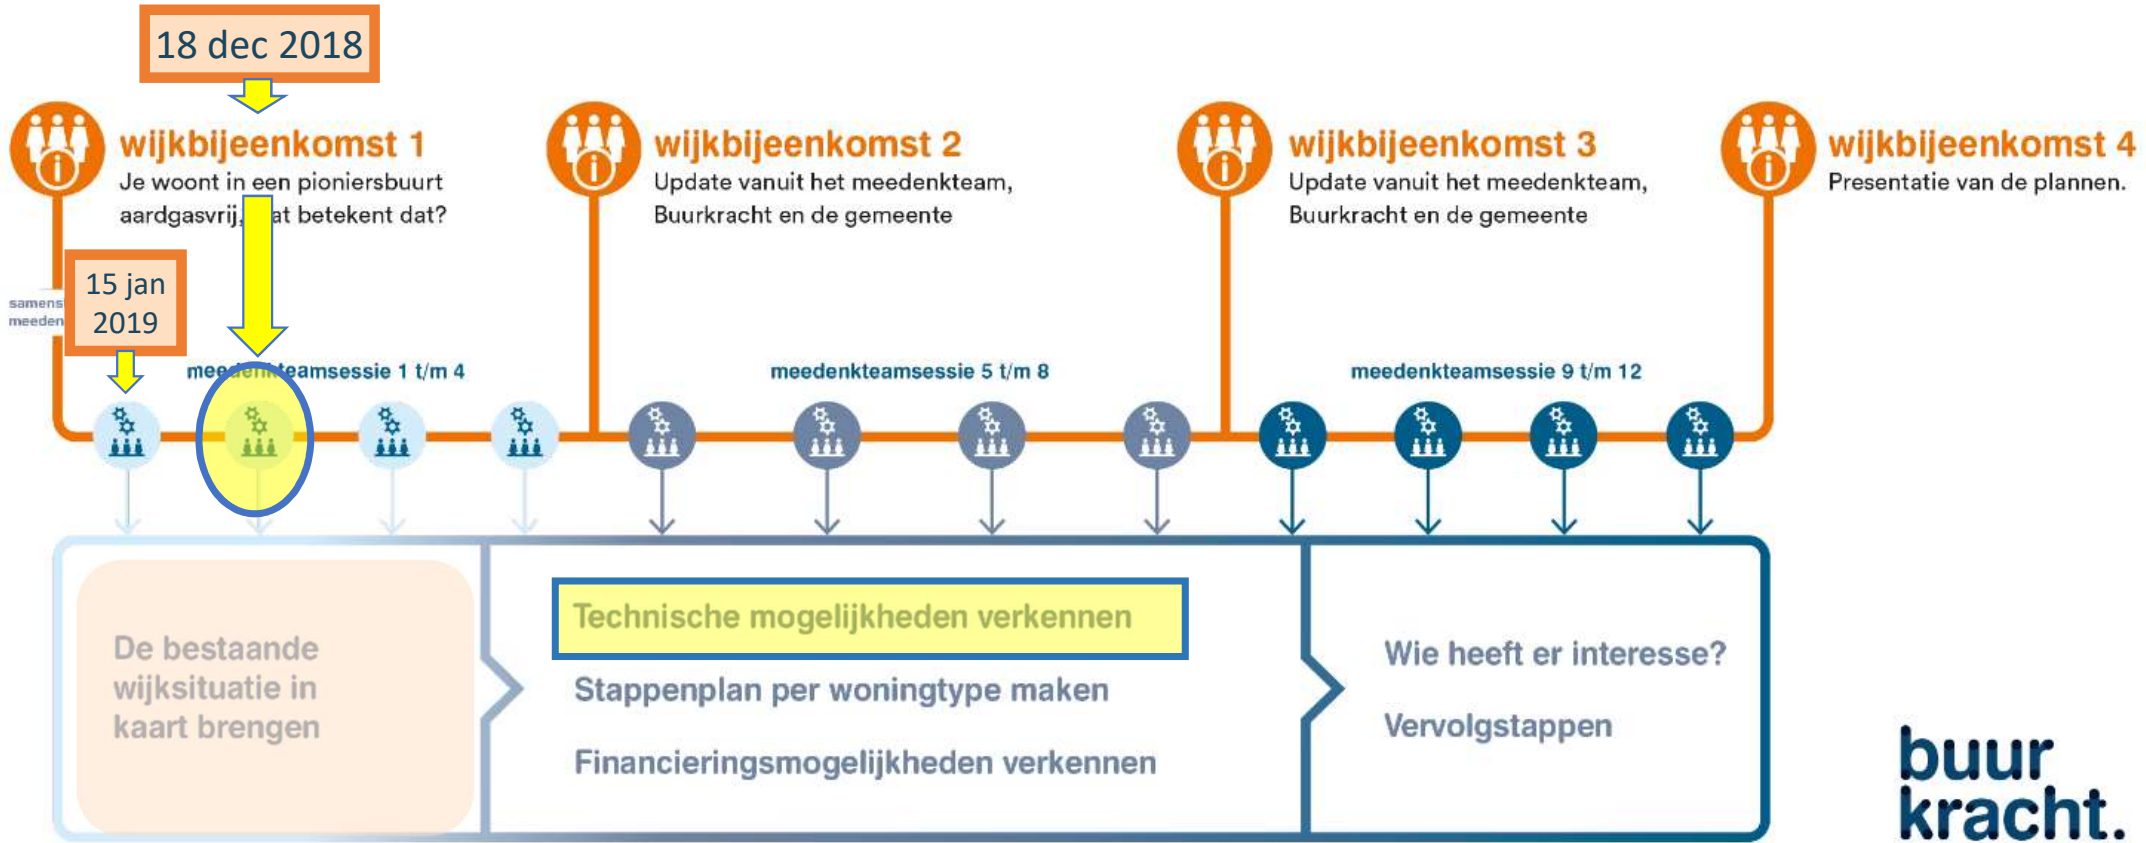 18 dec 2018
wijkbijeenkomst 1
Je woont in een pioniersbuurt
aardgasvrij, at betekent dat?
wijkbijeenkomst 2
Update vanuit het meedenkteam,
Buurkracht en de gemeente
wijkbijeenkomst 3
Update vanuit het meedenkteam,
Buurkracht en de gemeente
wijkbijeenkomst 4
Presentatie van de plannen.
samens
meeden
15 jan
2019
meedenkteamsessie 1 t/m 4
meedenkteamsessie 5 t/m 8
meedenkteamsessie 9 t/m 12
De bestaande
wijksituatie in
kaart brengen
Technische mogelijkheden verkennen
Stappenplan per woningtype maken
Financieringsmogelijkheden verkennen
Wie heeft er interesse?
Vervolgstappen
buur
kracht.